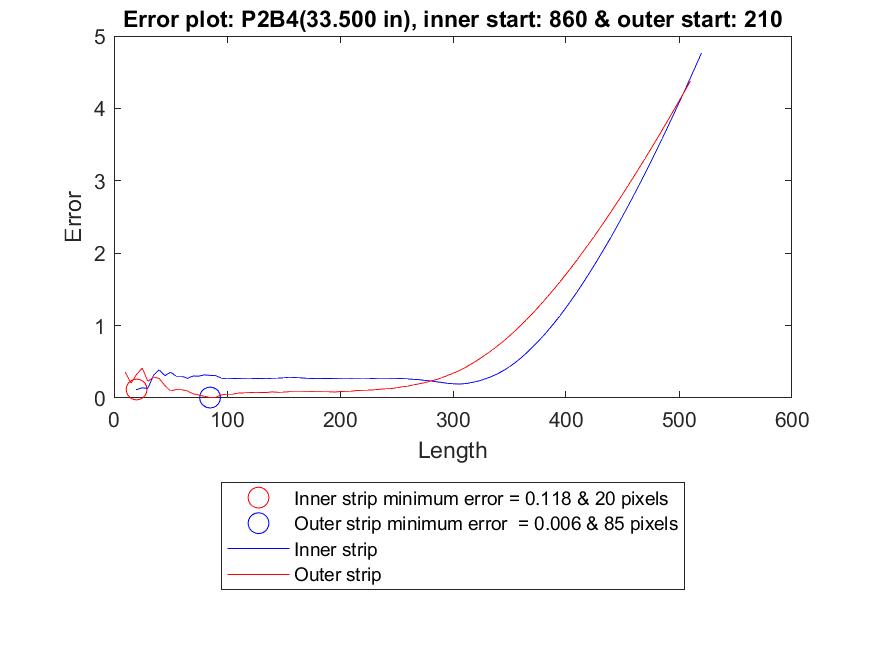 Error plot: P2B4(33.500 in), inner start: 860 & outer start: 210
5
4
3
2
1
0
Error
0 100 200 300 400 500 600
Length
Inner strip minimum error = 0.118 & 20 pixels
Outer strip minimum error  = 0.006 & 85 pixels
Inner strip
Outer strip